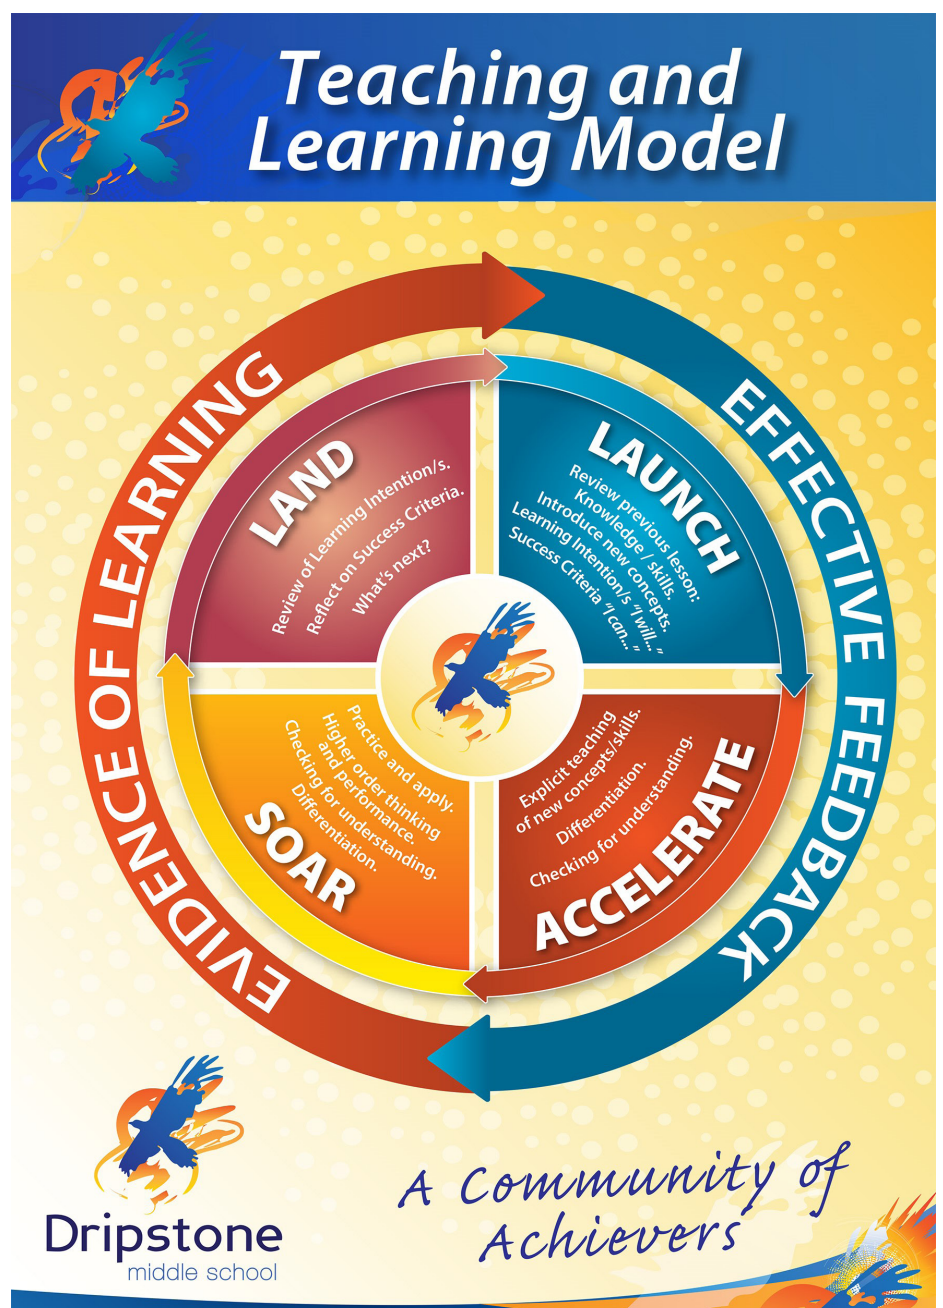 Teaching and
Learning Model
EVIDENCE OF LEARNING
EFFECTIVE FEEDBACK
LAND
Review of Learning Intention/s.
Reflect on Success Criteria.
What's next?
LAUNCH
Review previous lesson:
Knowledge / skills.
Introduce new concepts.
Learning Intention/s "I will..."
Success Criteria "I can..."
SOAR
Practice and apply.
Higher order thinking
and performance.
Checking for understanding.
Differentiation.
ACCELERATE
Explicit teaching
of new concepts/skills.
Differentiation.
Checking for understanding.
Dripstone
middle school
A Community of
Achievers